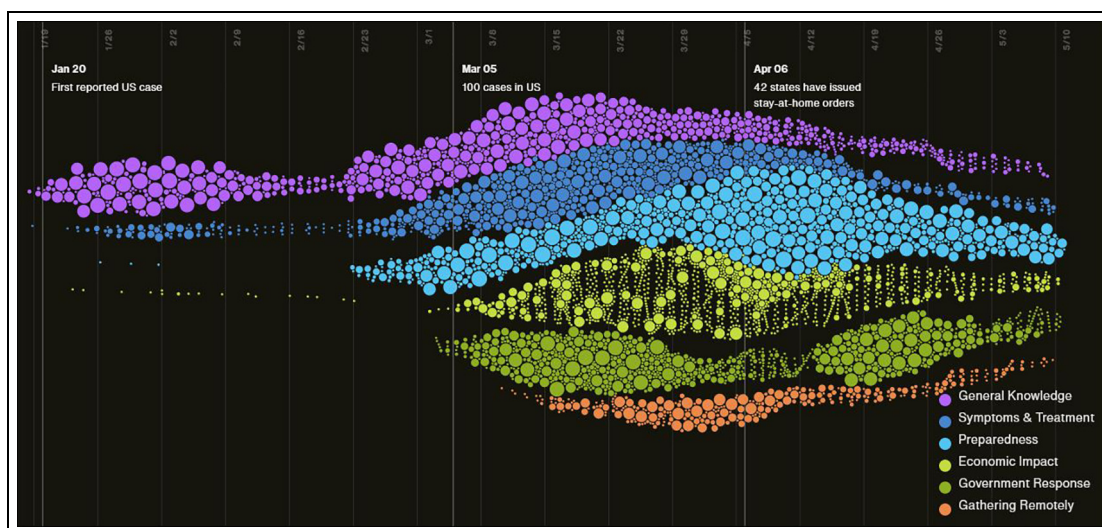 1/19 1/26 2/2 2/9 2/16 2/23 3/1 3/8 3/15 3/22 3/29 4/5 4/12 4/19 4/26 5/3 5/10
Jan 20
First reported US case
Mar 05
100 cases in US
Apr 06
42 states have issued
stay-at-home orders
General Knowledge
Symptoms & Treatment
Preparedness
Economic Impact
Government Response
Gathering Remotely